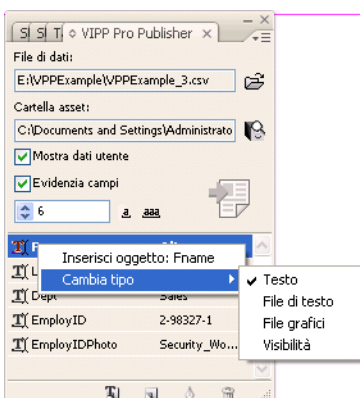 VIPP Pro Publisher
File di dati:
E:\VPPExample\VPPExample_3.csv
Cartella asset:
C:\Documents and Settings\Administrato
Mostra dati utente
Evidenzia campi
6 a aaa
Inserisci oggetto: Fname
Cambia tipo
Testo
File di testo
File grafici
Visibilità
Dept Sales
EmployID 2-98327-1
EmployIDPhoto Security_Wo...